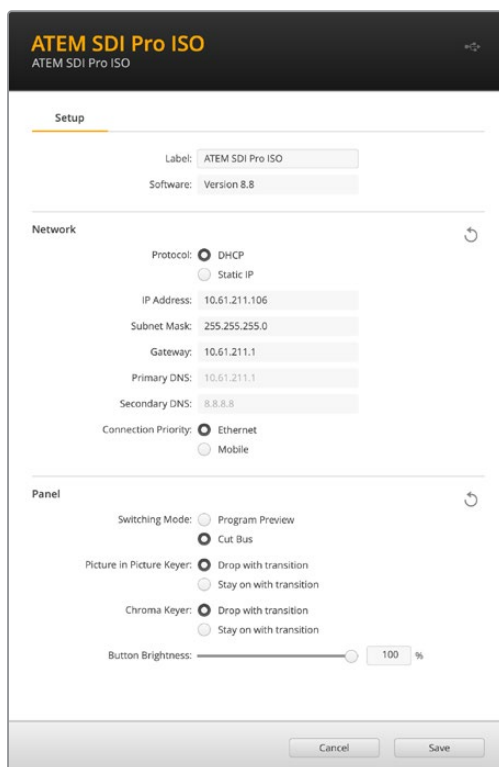 ATEM SDI Pro ISO
ATEM SDI Pro ISO
Setup
Label: ATEM SDI Pro ISO
Software: Version 8.8
Network
Protocol: DHCP
Static IP
IP Address: 10.61.211.106
Subnet Mask: 255.255.255.0
Gateway: 10.61.211.1
Primary DNS: 10.61.211.1
Secondary DNS: 8.8.8.8
Connection Priority: Ethernet
Mobile
Panel
Switching Mode: Program Preview
Cut Bus
Picture in Picture Keyer: Drop with transition
Stay on with transition
Chroma Keyer: Drop with transition
Stay on with transition
Button Brightness: 100 %
Cancel Save